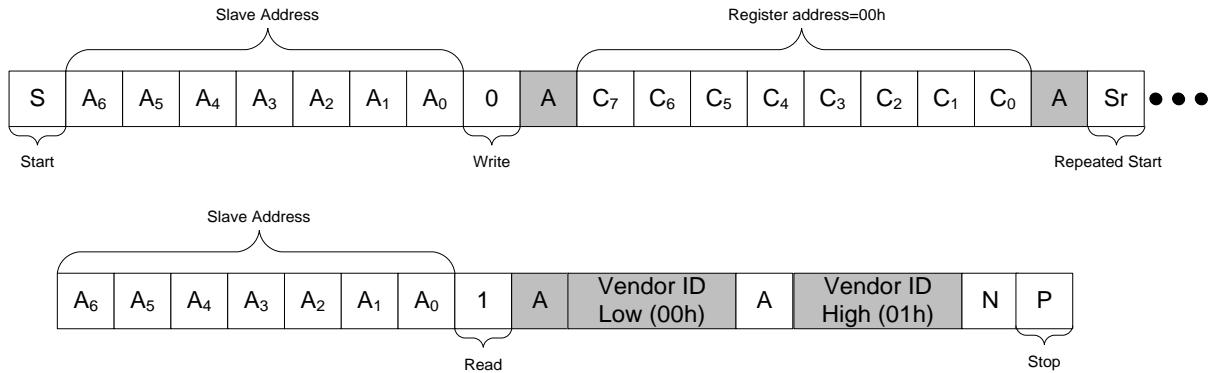 Slave Address Register address=00h
S A₆ A₅ A₄ A₃ A₂ A₁ A₀ 0 A C₇ C₆ C₅ C₄ C₃ C₂ C₁ C₀ A Sr
Start Write Repeated Start
Slave Address
A₆ A₅ A₄ A₃ A₂ A₁ A₀ 1 A Vendor ID Low (00h) A Vendor ID High (01h) N P
Read Stop